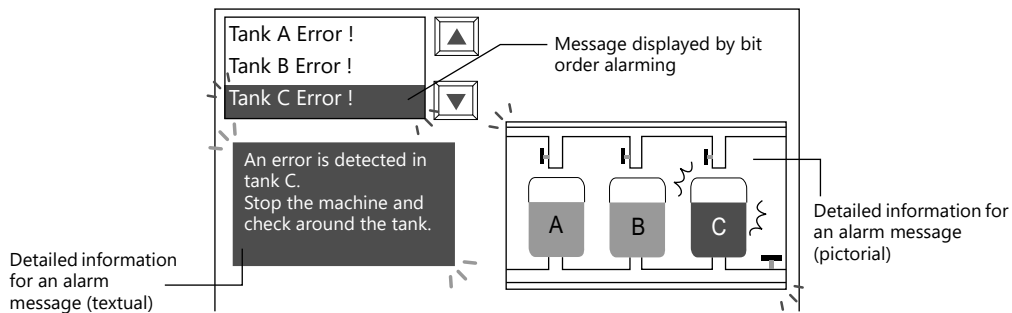 Tank A Error !
Tank B Error !
Tank C Error !
Message displayed by bit
order alarming
An error is detected in
tank C.
Stop the machine and
check around the tank.
A
B
C
Detailed information for
an alarm message
(pictorial)
Detailed information
for an alarm
message (textual)